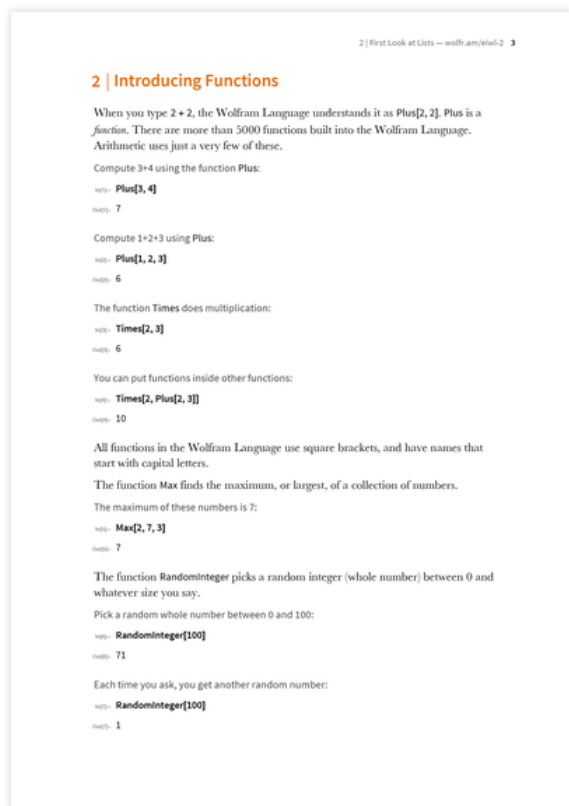 2 | First Look at Lists — wolfr.am/eiwl-2 3
2 | Introducing Functions
When you type 2 + 2, the Wolfram Language understands it as Plus[2, 2]. Plus is a
function. There are more than 5000 functions built into the Wolfram Language.
Arithmetic uses just a very few of these.
Compute 3+4 using the function Plus:
Plus[3, 4]
7
Compute 1+2+3 using Plus:
Plus[1, 2, 3]
6
The function Times does multiplication:
Times[2, 3]
6
You can put functions inside other functions:
Times[2, Plus[2, 3]]
10
All functions in the Wolfram Language use square brackets, and have names that
start with capital letters.
The function Max finds the maximum, or largest, of a collection of numbers.
The maximum of these numbers is 7:
Max[2, 7, 3]
7
The function RandomInteger picks a random integer (whole number) between 0 and
whatever size you say.
Pick a random whole number between 0 and 100:
RandomInteger[100]
71
Each time you ask, you get another random number:
RandomInteger[100]
1